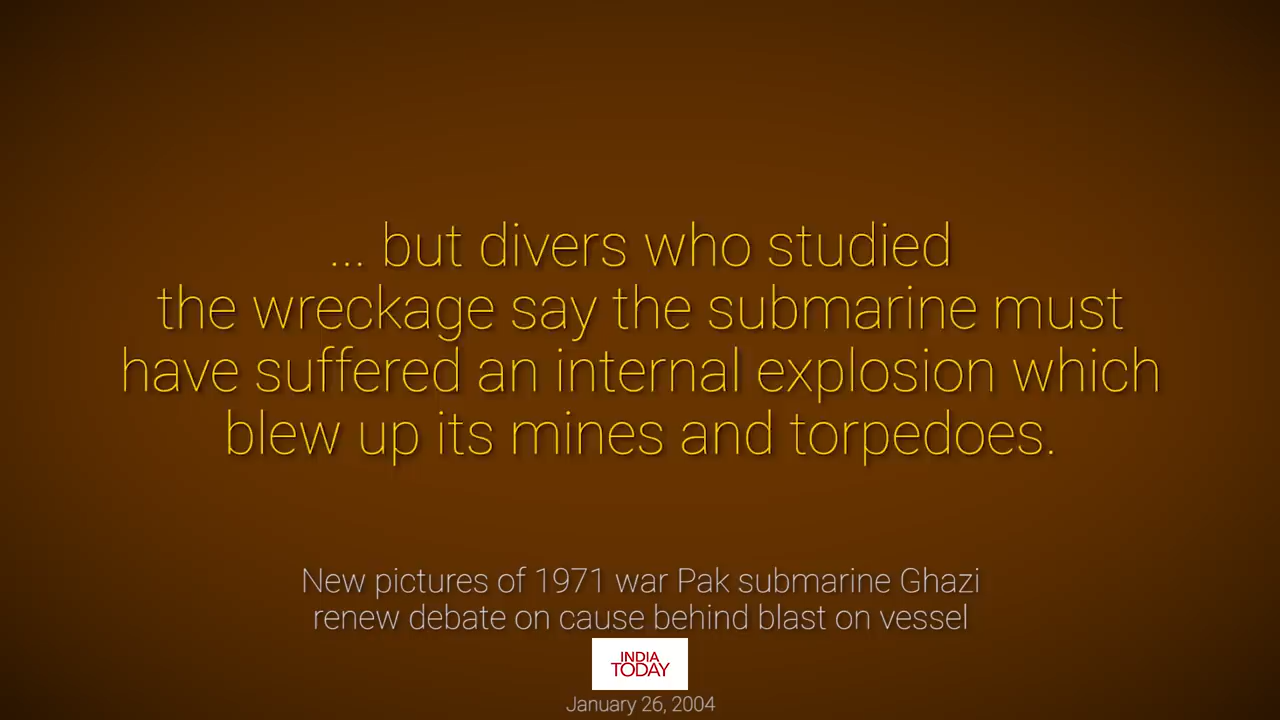 ... but divers who studied
the wreckage say the submarine must
have suffered an internal explosion which
blew up its mines and torpedoes.
New pictures of 1971 war Pak submarine Ghazi
renew debate on cause behind blast on vessel
INDIA
TODAY
January 26, 2004